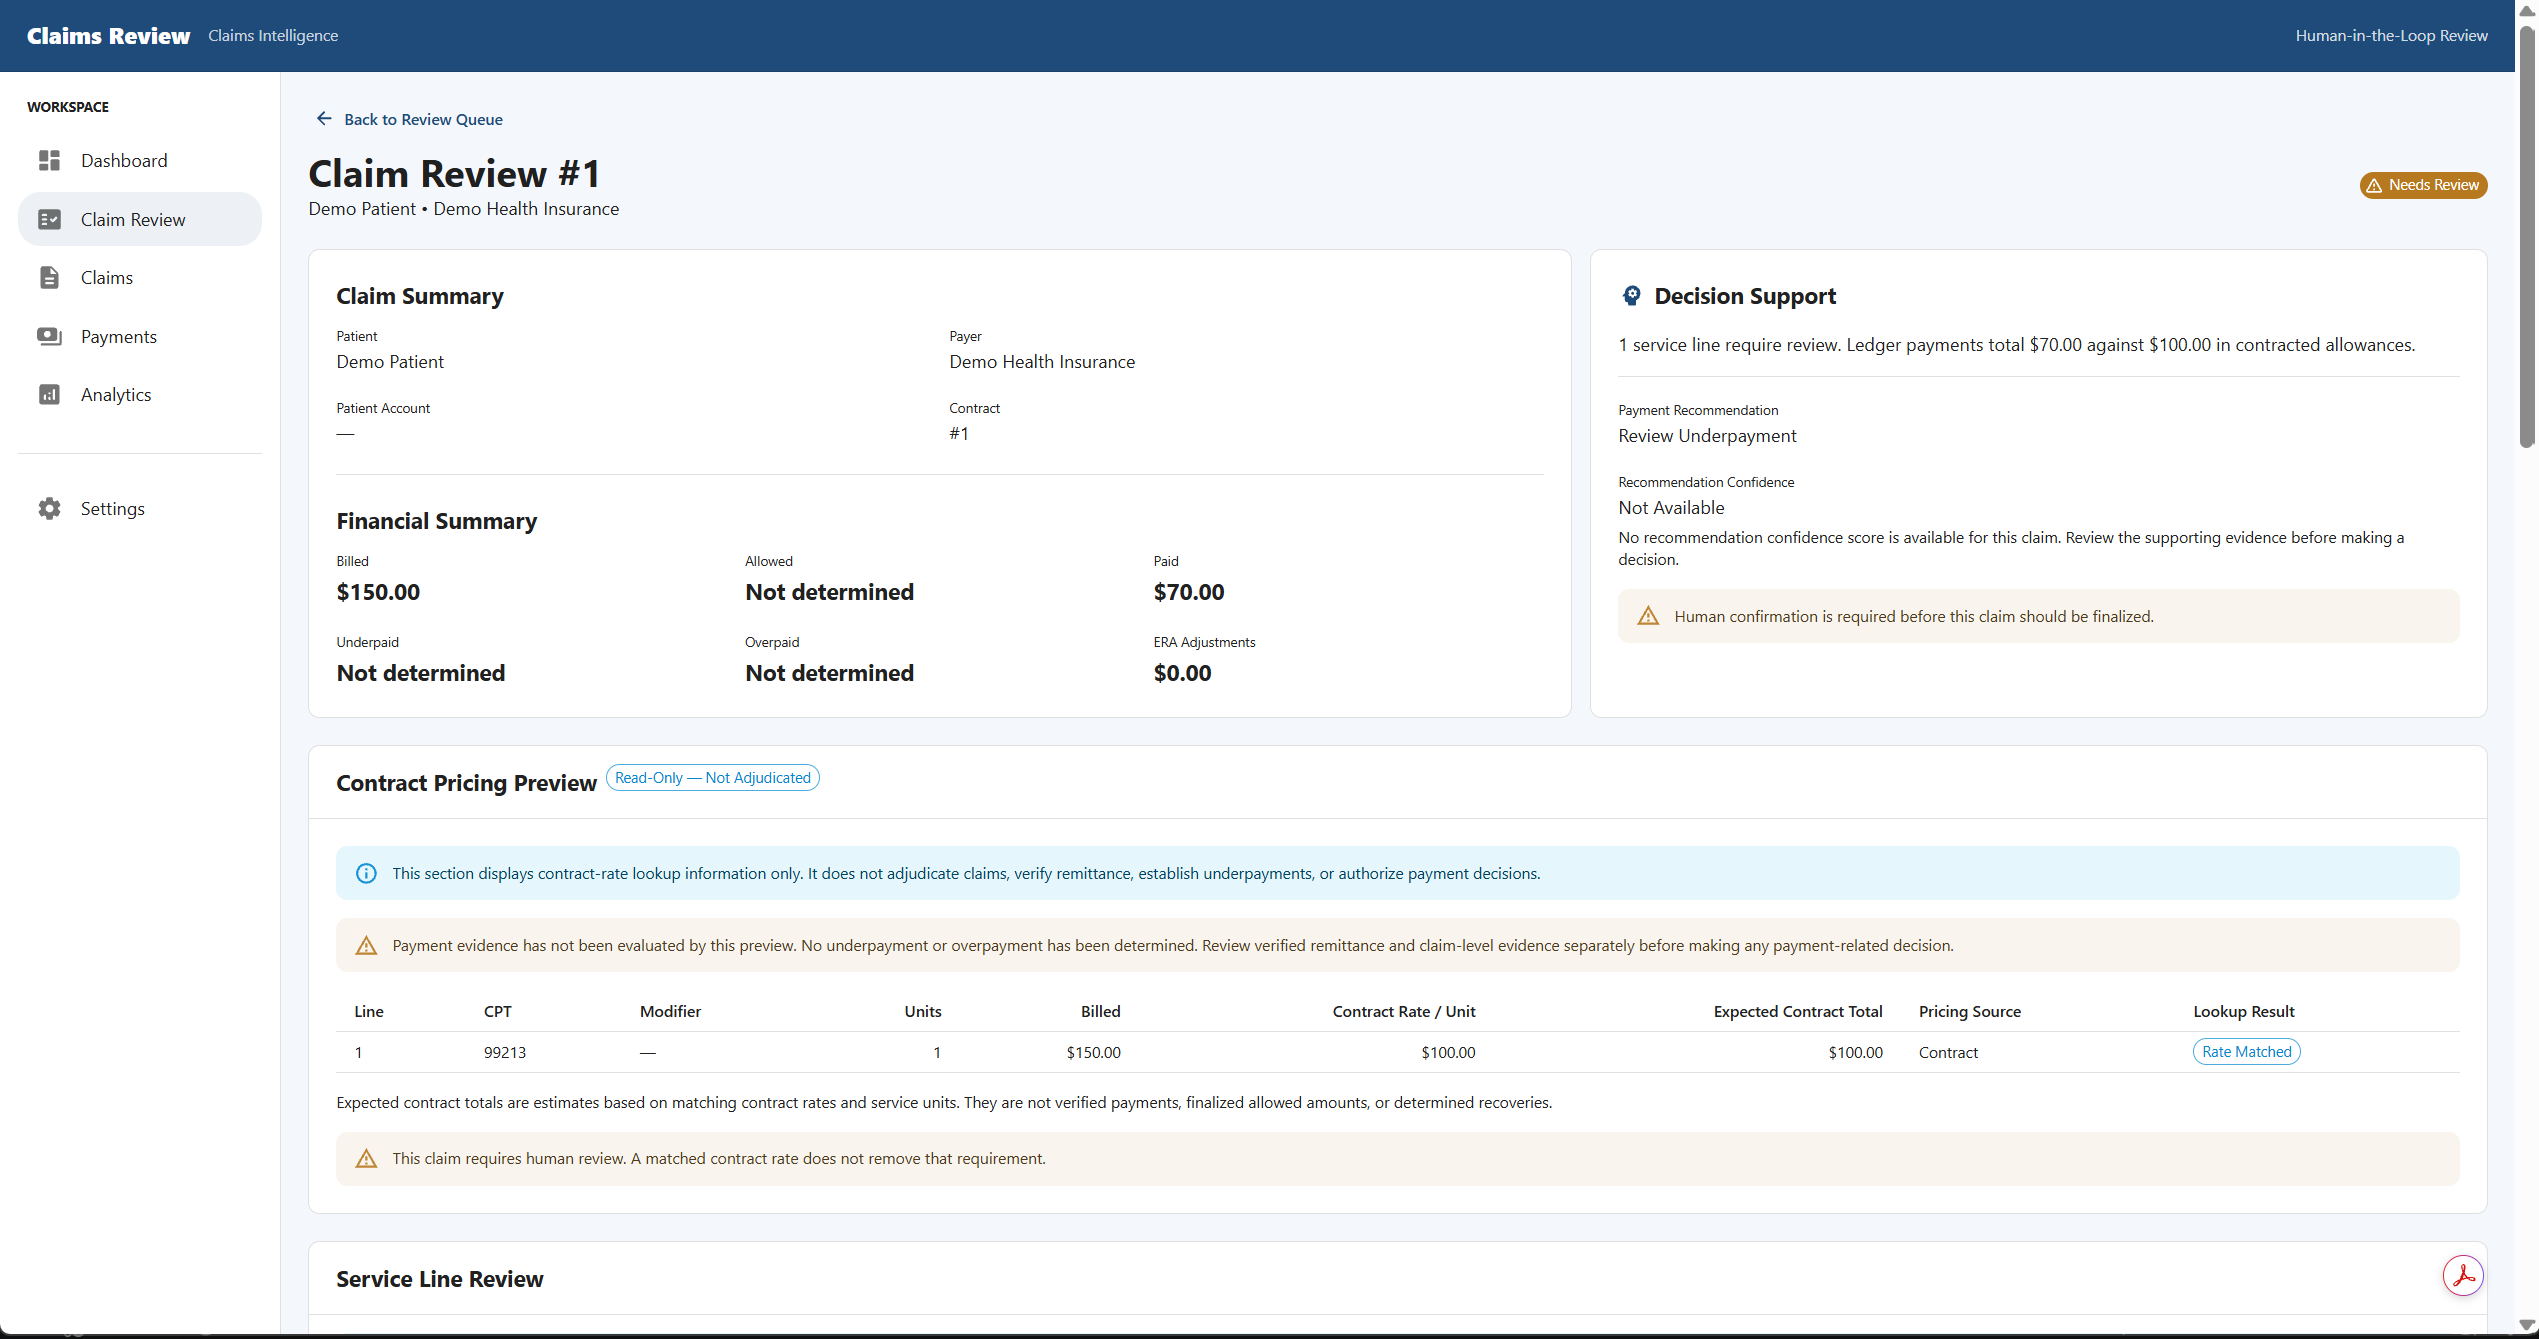 Claims Review Claims Intelligence Human-in-the-Loop Review
WORKSPACE
Dashboard
Claim Review
Claims
Payments
Analytics
Settings
Back to Review Queue
Claim Review #1
Demo Patient • Demo Health Insurance
Needs Review
Claim Summary
Patient Payer
Demo Patient Demo Health Insurance
Patient Account Contract
— #1
Financial Summary
Billed Allowed Paid
$150.00 Not determined $70.00
Underpaid Overpaid ERA Adjustments
Not determined Not determined $0.00
Decision Support
1 service line require review. Ledger payments total $70.00 against $100.00 in contracted allowances.
Payment Recommendation
Review Underpayment
Recommendation Confidence
Not Available
No recommendation confidence score is available for this claim. Review the supporting evidence before making a
decision.
Human confirmation is required before this claim should be finalized.
Contract Pricing Preview Read-Only — Not Adjudicated
This section displays contract-rate lookup information only. It does not adjudicate claims, verify remittance, establish underpayments, or authorize payment decisions.
Payment evidence has not been evaluated by this preview. No underpayment or overpayment has been determined. Review verified remittance and claim-level evidence separately before making any payment-related decision.
Line CPT Modifier Units Billed Contract Rate / Unit Expected Contract Total Pricing Source Lookup Result
1 99213 — 1 $150.00 $100.00 $100.00 Contract Rate Matched
Expected contract totals are estimates based on matching contract rates and service units. They are not verified payments, finalized allowed amounts, or determined recoveries.
This claim requires human review. A matched contract rate does not remove that requirement.
Service Line Review